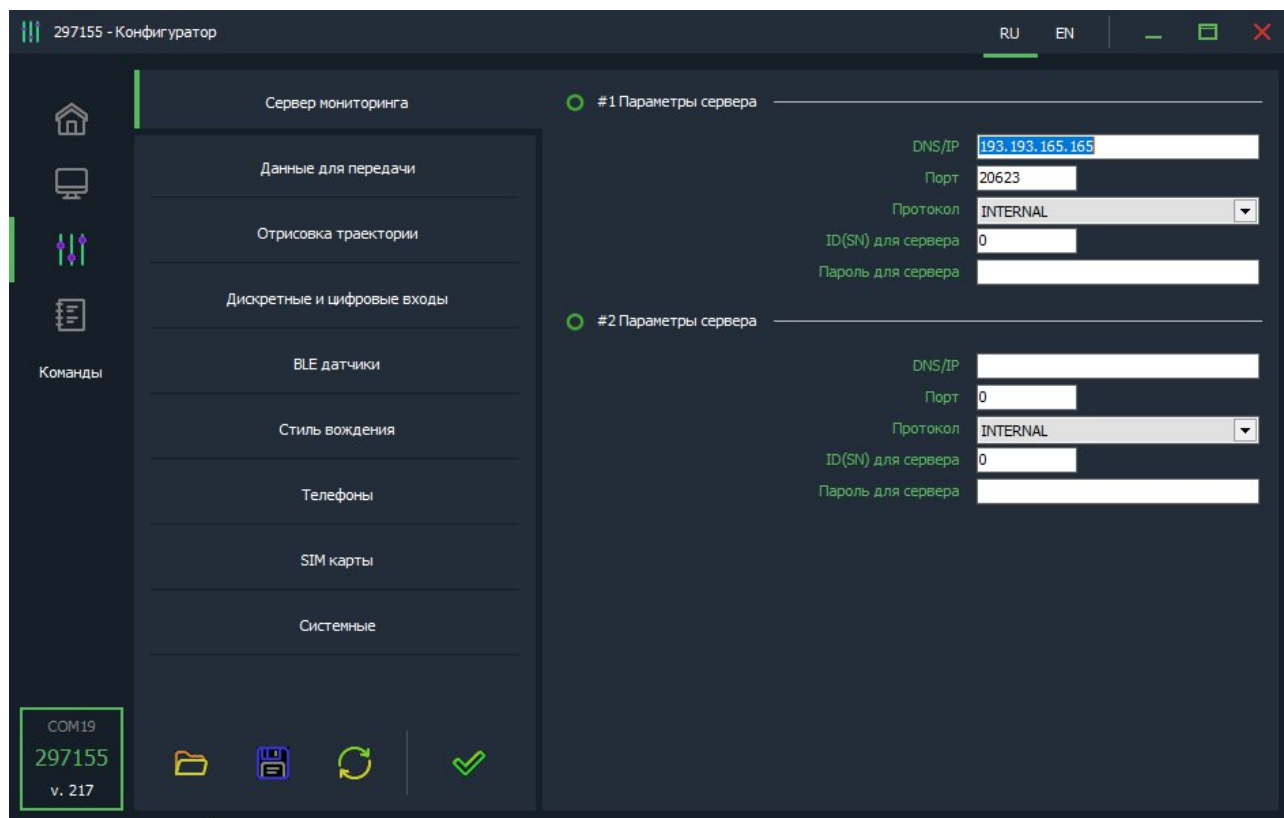 297155 - Конфигуратор
RU EN
Сервер мониторинга
Данные для передачи
Отрисовка траектории
Дискретные и цифровые входы
BLE датчики
Стиль вождения
Телефоны
SIM карты
Системные
Команды
COM19
297155
v. 217
#1 Параметры сервера
DNS/IP 193.193.165.165
Порт 20623
Протокол INTERNAL
ID(SN) для сервера 0
Пароль для сервера
#2 Параметры сервера
DNS/IP
Порт 0
Протокол INTERNAL
ID(SN) для сервера 0
Пароль для сервера